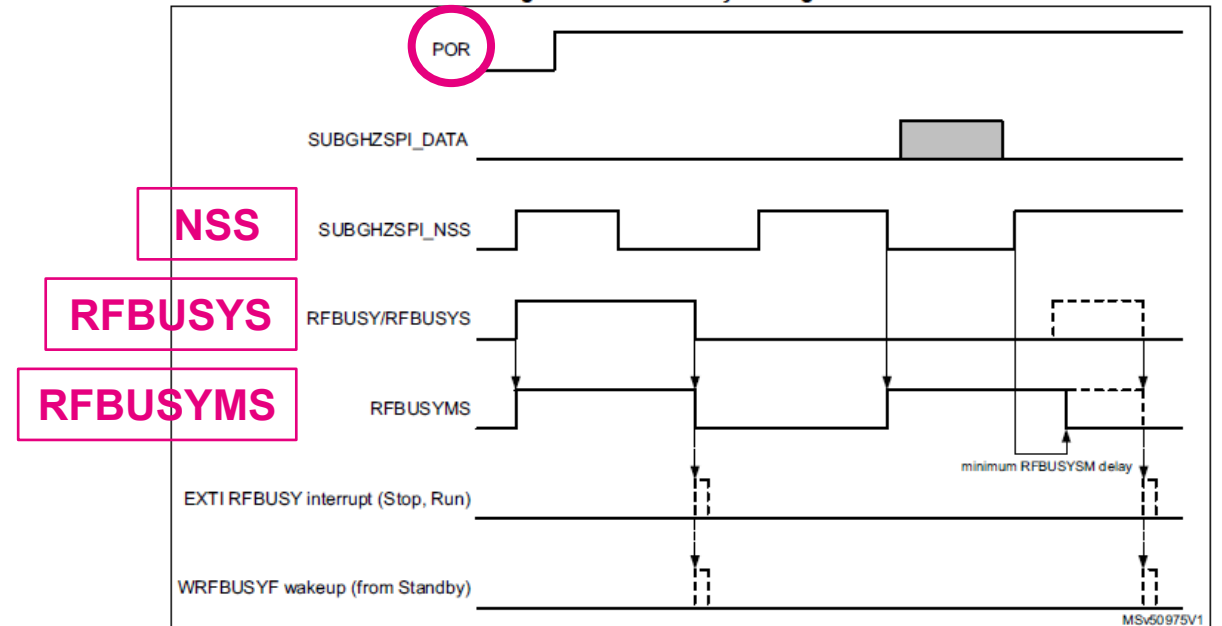 POR
SUBGHZSPI_DATA
NSS
SUBGHZSPI_NSS
RFBUSYS
RFBUSY/RFBUSYS
RFBUSYMS
RFBUSYMS
minimum RFBUSYSM delay
EXTI RFBUSY interrupt (Stop, Run)
WRFBUSYF wakeup (from Standby)
MSv50975V1